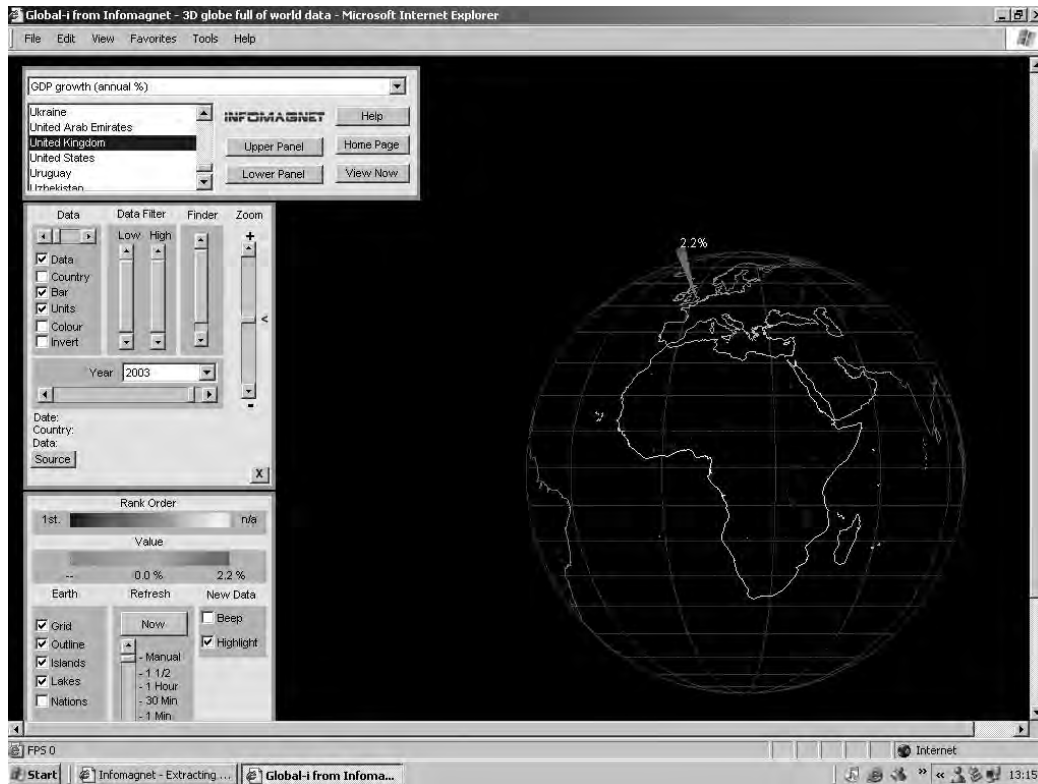 Global-i from Infomagnet - 3D globe full of world data - Microsoft Internet Explorer
File Edit View Favorites Tools Help
GDP growth (annual %)
Ukraine
United Arab Emirates
United Kingdom
United States
Uruguay
Uzbekistan
INFOMAGNET
Help
Upper Panel
Home Page
Lower Panel
View Now
Data
Data Filter
Finder
Zoom
Low High
+
Data
Country
Bar
Units
Colour
Invert
<
Year 2003
-
Date:
Country:
Data:
Source
X
2.2%
Rank Order
1st. n/a
Value
-- 0.0 % 2.2 %
Earth
Refresh
New Data
Grid
Outline
Islands
Lakes
Nations
Now
- Manual
- 1 1/2
- 1 Hour
- 30 Min
- 1 Min
Beep
Highlight
FPS 0
Internet
Start
Infomagnet - Extracting ...
Global-i from Infoma...
13:15